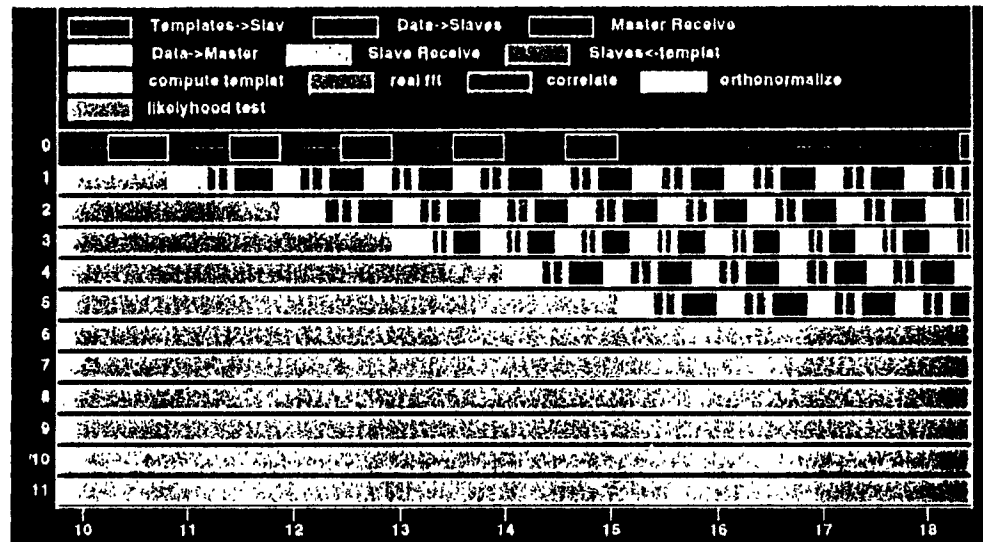 Templates->Slav Data->Slaves Master Receive
Data->Master Slave Receive Slaves<-templat
compute templat real fft correlate orthonormalize
likelyhood test
0
1
2
3
4
5
6
7
8
9
10
11
10 11 12 13 14 15 16 17 18